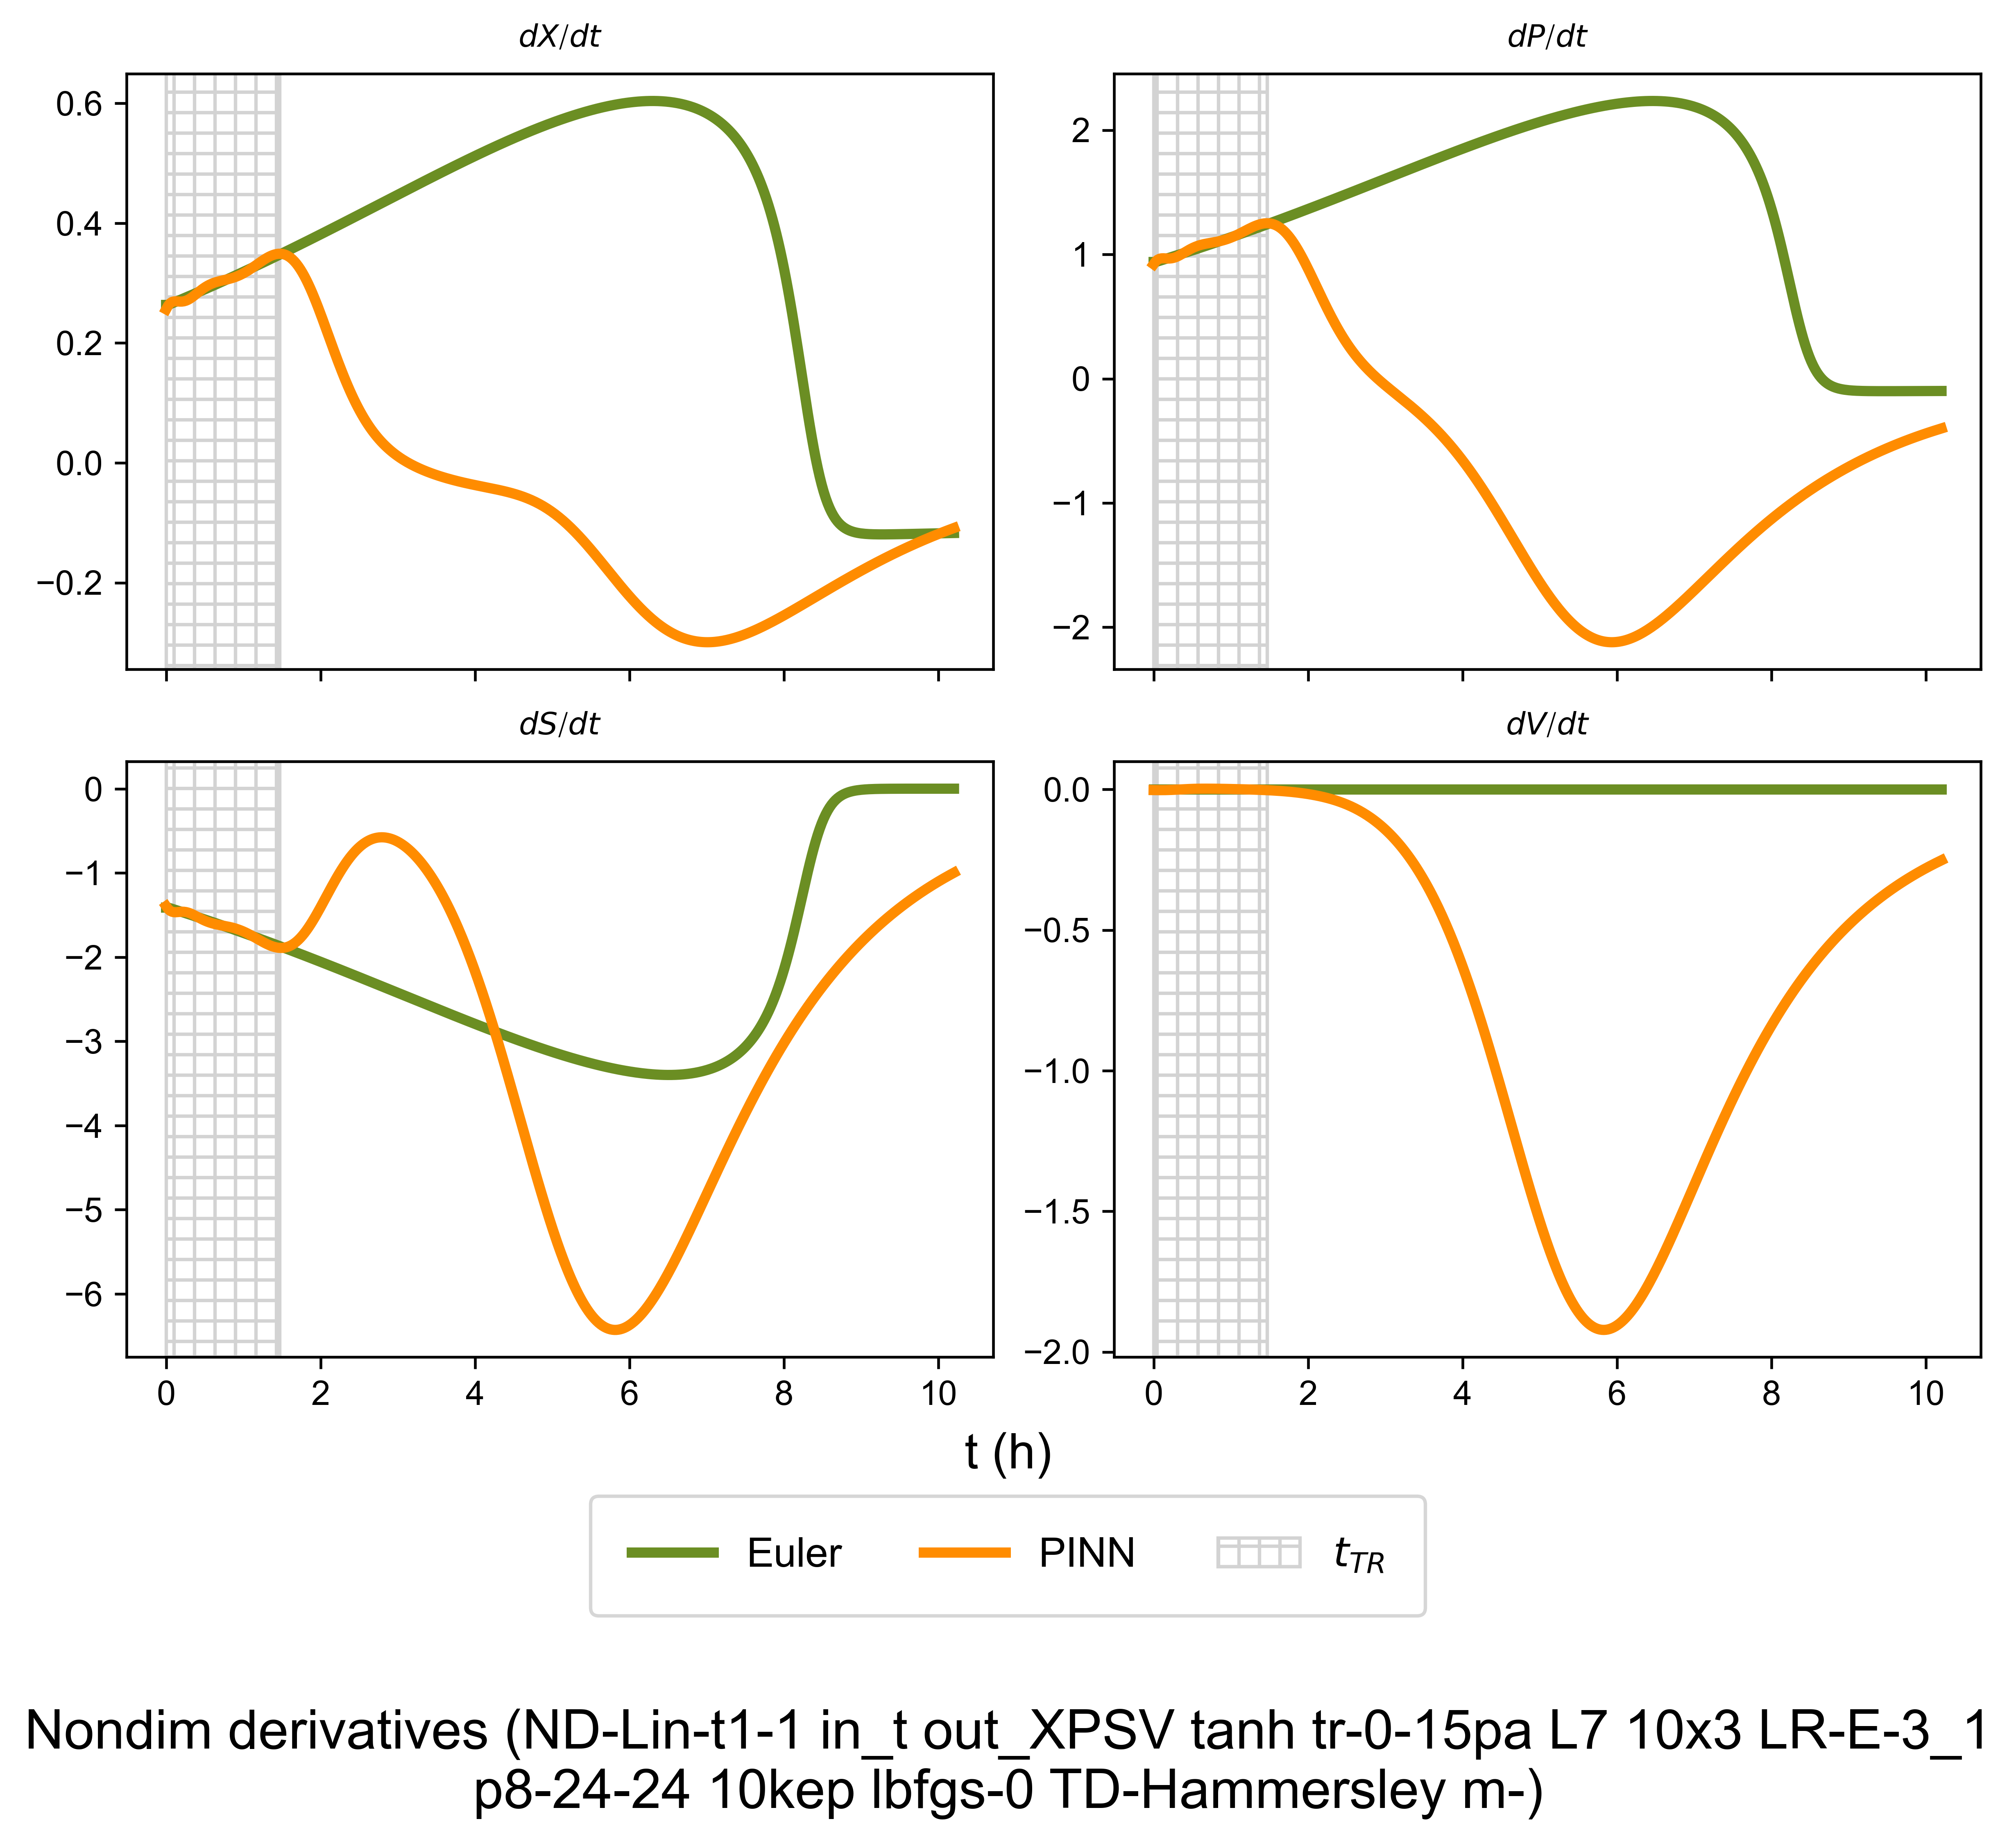 dX/dt
dP/dt
0.6
0.4
0.2
0.0
−0.2
2
1
0
−1
−2
dS/dt
dV/dt
0
−1
−2
−3
−4
−5
−6
0.0
−0.5
−1.0
−1.5
−2.0
0 2 4 6 8 10
0 2 4 6 8 10
t (h)
Euler PINN tTR
Nondim derivatives (ND-Lin-t1-1 in_t out_XPSV tanh tr-0-15pa L7 10x3 LR-E-3_1
p8-24-24 10kep lbfgs-0 TD-Hammersley m-)